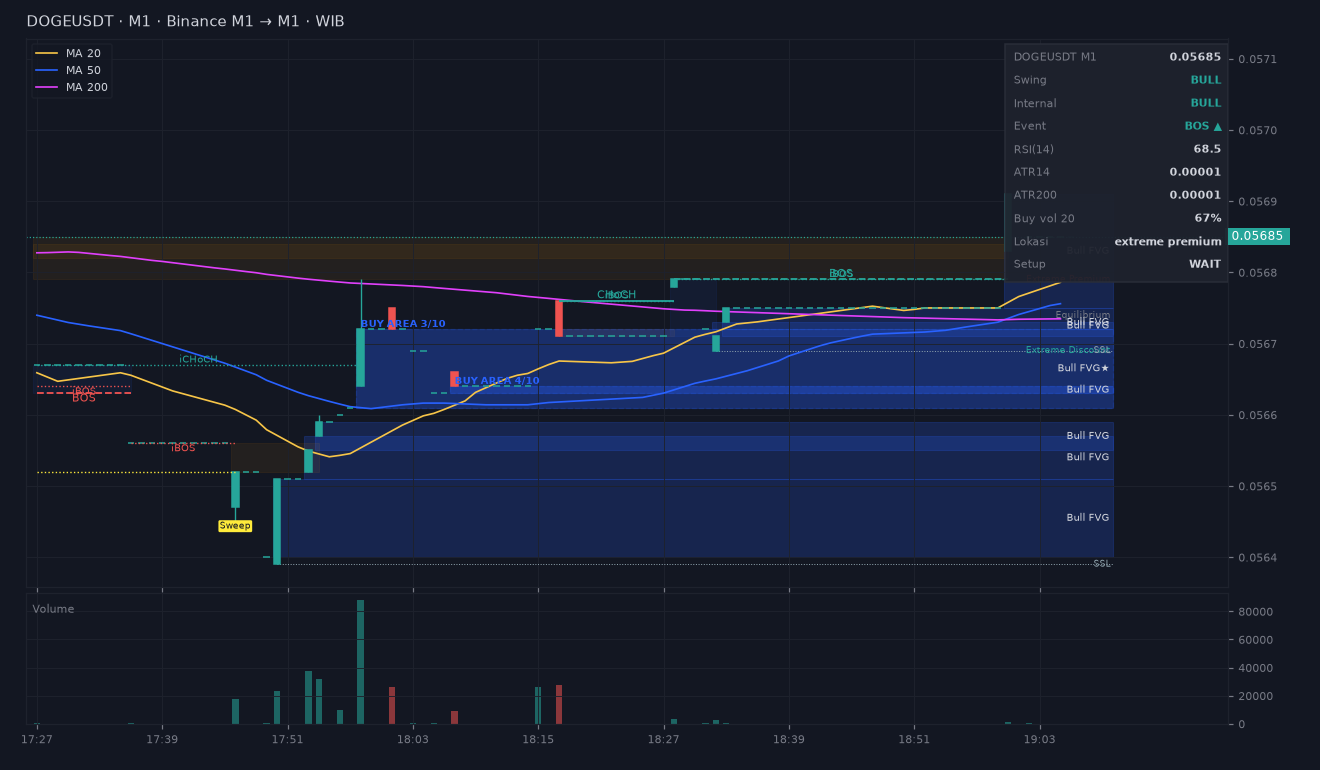 DOGEUSDT · M1 · Binance M1 → M1 · WIB
MA 20
MA 50
MA 200
DOGEUSDT M1 0.05685
Swing BULL
Internal BULL
Event BOS ▲
RSI(14) 68.5
ATR14 0.00001
ATR200 0.00001
Buy vol 20 67%
Lokasi extreme premium
Setup WAIT
0.0571
0.0570
0.0569
0.05685
0.0568
0.0567
0.0566
0.0565
0.0564
BOS
CHoCH
BUY AREA 3/10
Equilibrium
Bull FVG
Bull FVG
iCHoCH
Extreme Discount
SSL
Bull FVG★
BUY AREA 4/10
iBOS
BOS
Bull FVG
Bull FVG
iBOS
Bull FVG
Bull FVG
Sweep
SSL
Volume
80000
60000
40000
20000
0
17:27
17:39
17:51
18:03
18:15
18:27
18:39
18:51
19:03